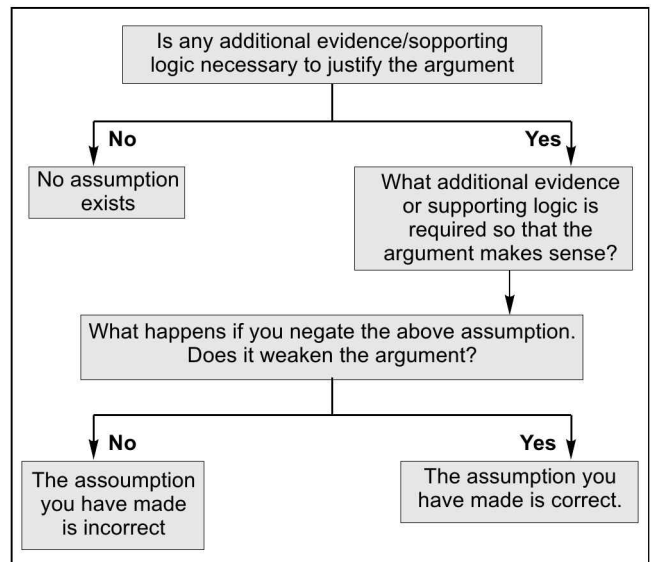 Is any additional evidence/sopporting
logic necessary to justify the argument
No
Yes
No assumption
exists
What additional evidence
or supporting logic is
required so that the
argument makes sense?
What happens if you negate the above assumption.
Does it weaken the argument?
No
Yes
The assoumption
you have made
is incorrect
The assumption you
have made is correct.